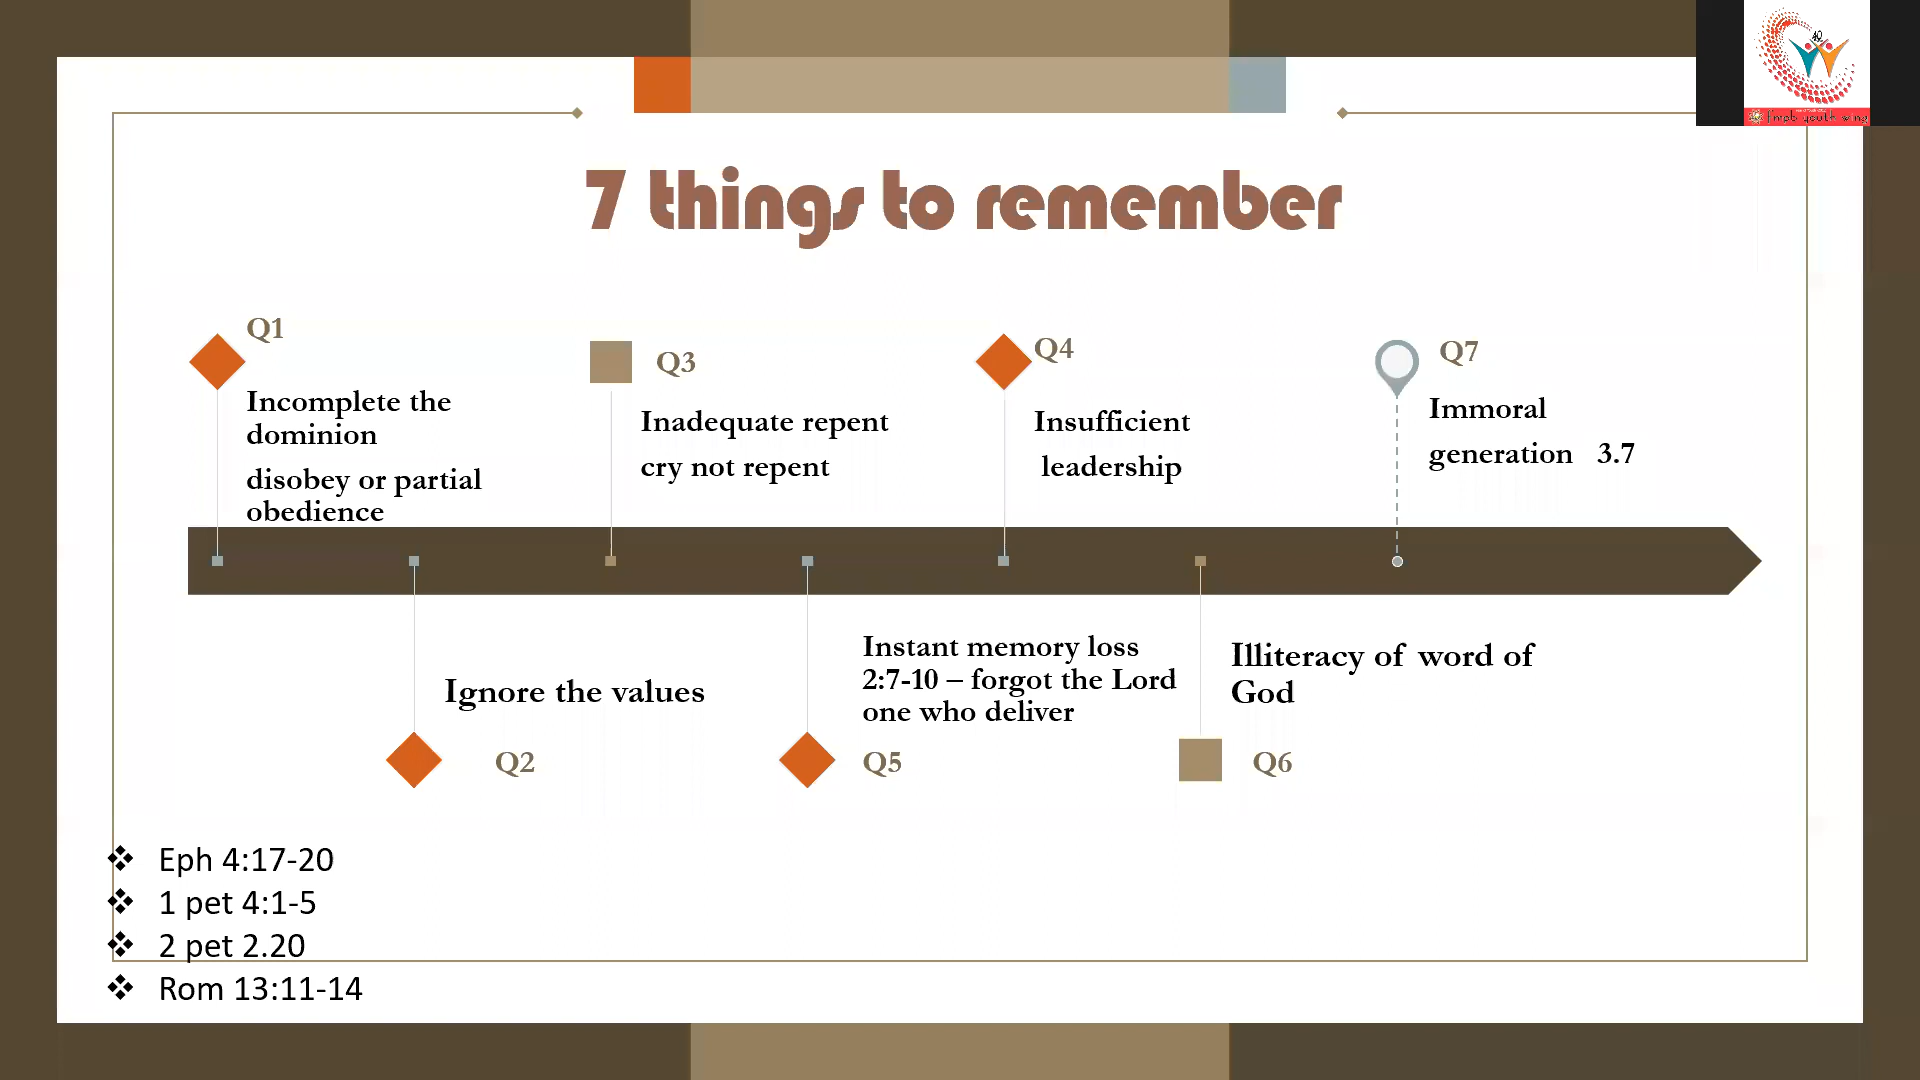 fmpb youth wing
7 things to remember
Q1
Incomplete the
dominion
disobey or partial
obedience
Q3
Inadequate repent
cry not repent
Q4
Insufficient
leadership
Q7
Immoral
generation 3.7
Ignore the values
Q2
Instant memory loss
2:7-10 – forgot the Lord
one who deliver
Q5
Illiteracy of word of
God
Q6
❖ Eph 4:17-20
❖ 1 pet 4:1-5
❖ 2 pet 2.20
❖ Rom 13:11-14